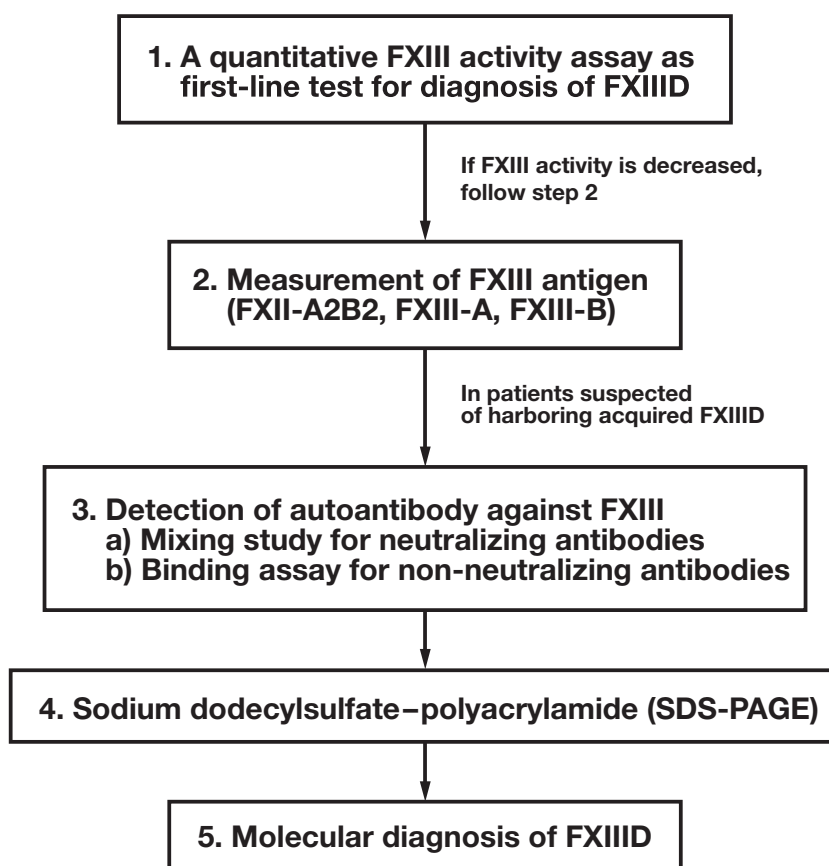 1. A quantitative FXIII activity assay as
first-line test for diagnosis of FXIIID
If FXIII activity is decreased,
follow step 2
2. Measurement of FXIII antigen
(FXII-A2B2, FXIII-A, FXIII-B)
In patients suspected
of harboring acquired FXIIID
3. Detection of autoantibody against FXIII
a) Mixing study for neutralizing antibodies
b) Binding assay for non-neutralizing antibodies
4. Sodium dodecylsulfate–polyacrylamide (SDS-PAGE)
5. Molecular diagnosis of FXIIID